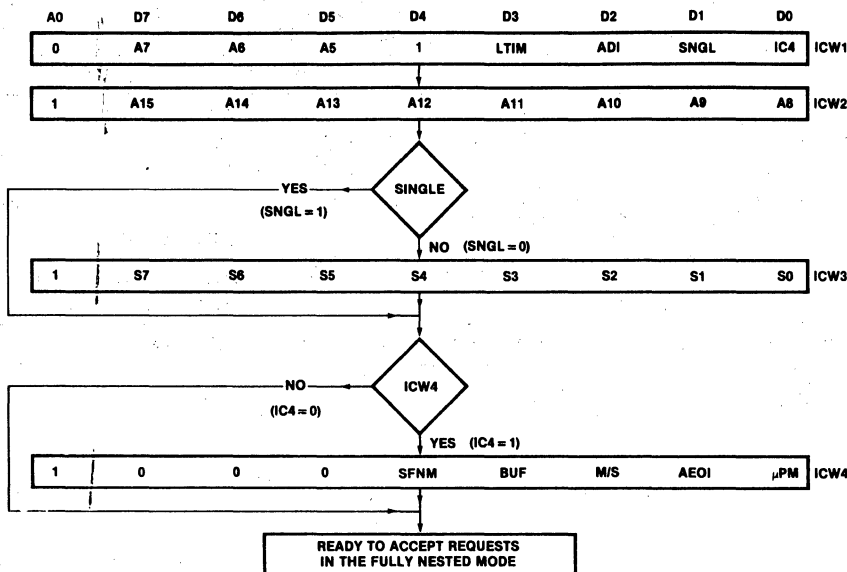 A0 D7 D6 D5 D4 D3 D2 D1 D0
0 A7 A6 A5 1 LTIM ADI SNGL IC4 ICW1
1 A15 A14 A13 A12 A11 A10 A9 A8 ICW2
SINGLE
YES
(SNGL = 1)
NO (SNGL = 0)
1 S7 S6 S5 S4 S3 S2 S1 S0 ICW3
ICW4
NO
(IC4 = 0)
YES (IC4 = 1)
1 0 0 0 SFNM BUF M/S AEOI μPM ICW4
READY TO ACCEPT REQUESTS
IN THE FULLY NESTED MODE